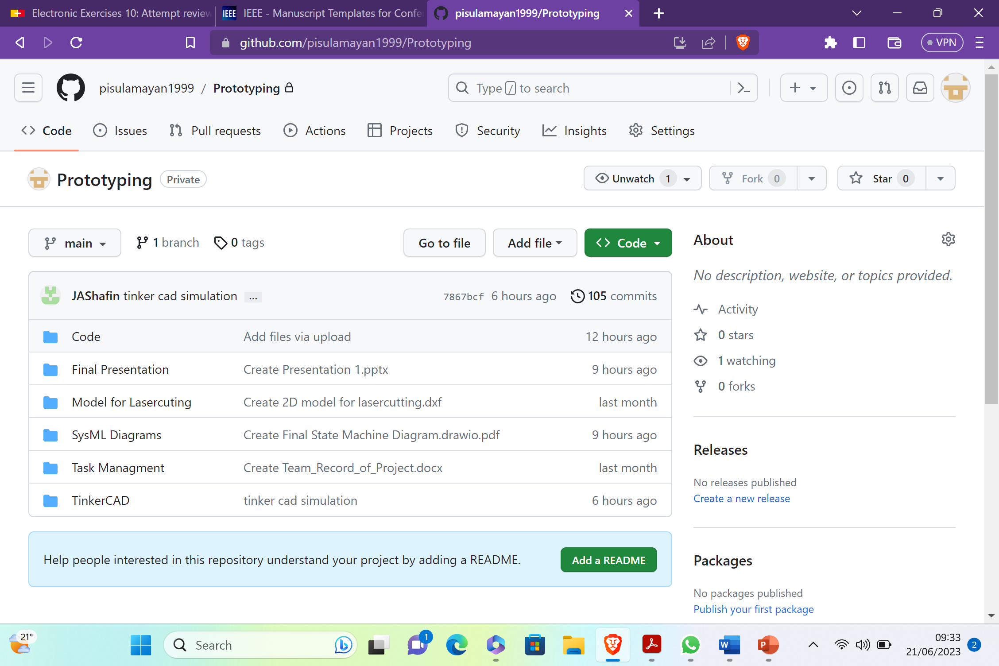 Electronic Exercises 10: Attempt review
IEEE IEEE - Manuscript Templates for Confe
pisulamayan1999/Prototyping
github.com/pisulamayan1999/Prototyping
VPN
pisulamayan1999 / Prototyping
Type / to search
Code Issues Pull requests Actions Projects Security Insights Settings
Prototyping Private
Unwatch 1 Fork 0 Star 0
main 1 branch 0 tags
Go to file Add file Code
JAShafin tinker cad simulation ... 7867bcf 6 hours ago 105 commits
Code Add files via upload 12 hours ago
Final Presentation Create Presentation 1.pptx 9 hours ago
Model for Lasercuting Create 2D model for lasercutting.dxf last month
SysML Diagrams Create Final State Machine Diagram.drawio.pdf 9 hours ago
Task Managment Create Team_Record_of_Project.docx last month
TinkerCAD tinker cad simulation 6 hours ago
Help people interested in this repository understand your project by adding a README.
Add a README
About
No description, website, or topics provided.
Activity
0 stars
1 watching
0 forks
Releases
No releases published
Create a new release
Packages
No packages published
Publish your first package
21°
Search
1
W
P
09:33
21/06/2023
2